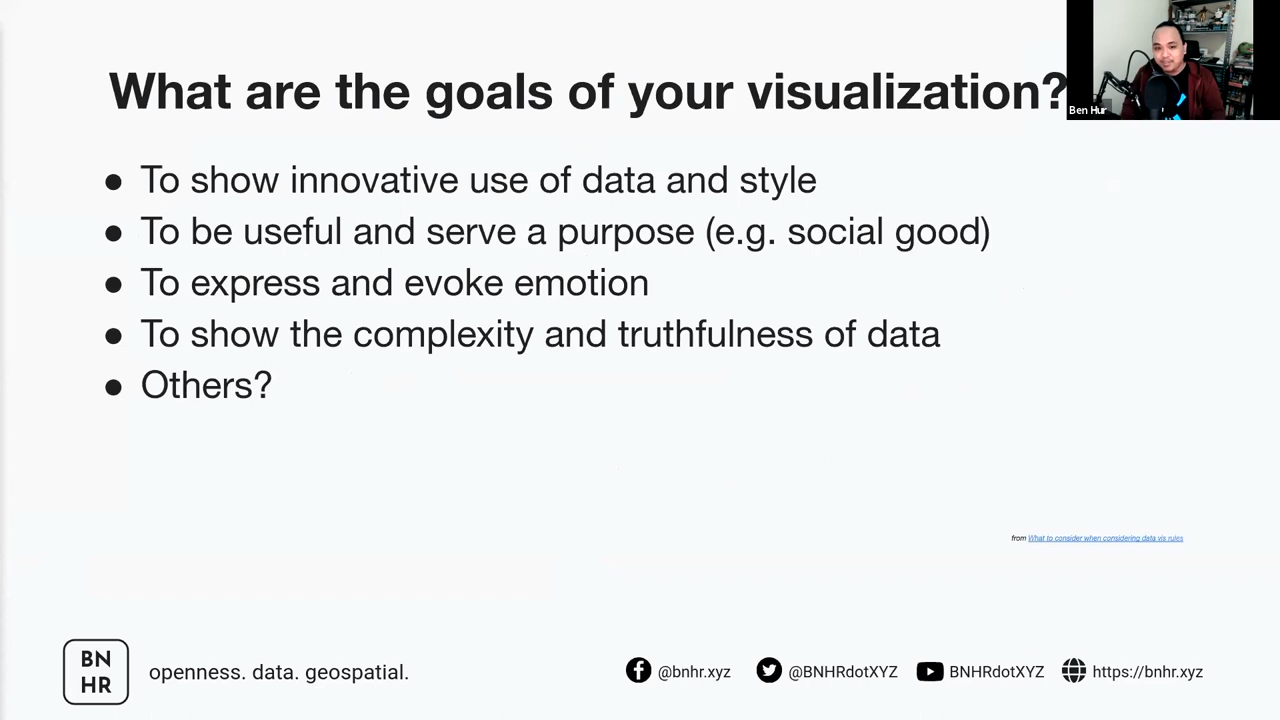 What are the goals of your visualization?
Ben Hur
● To show innovative use of data and style
● To be useful and serve a purpose (e.g. social good)
● To express and evoke emotion
● To show the complexity and truthfulness of data
● Others?
from What to consider when considering data vis rules
BN
HR
openness. data. geospatial.
@bnhr.xyz
@BNHRdotXYZ
BNHRdotXYZ
https://bnhr.xyz